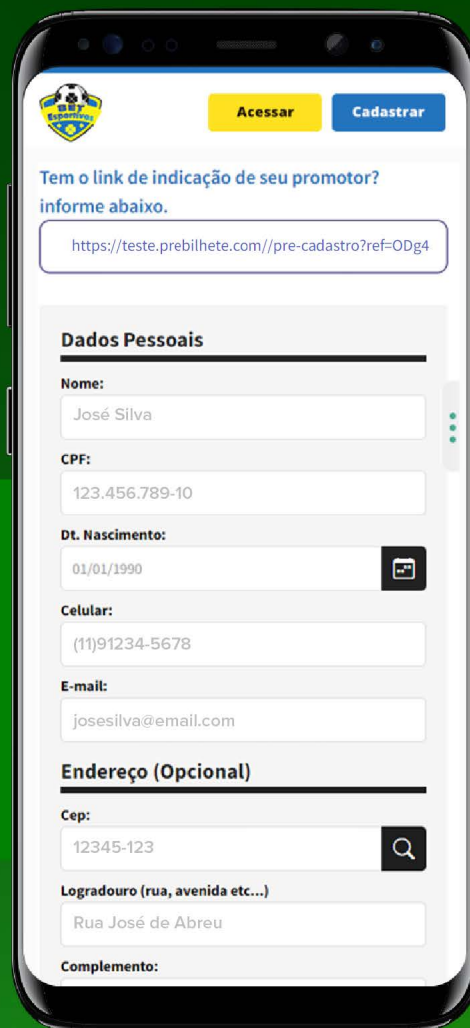 BET
Esportivos
Acessar
Cadastrar
Tem o link de indicação de seu promotor?
informe abaixo.
https://teste.prebilhete.com//pre-cadastro?ref=ODg4
Dados Pessoais
Nome:
José Silva
CPF:
123.456.789-10
Dt. Nascimento:
01/01/1990
Celular:
(11)91234-5678
E-mail:
josesilva@email.com
Endereço (Opcional)
Cep:
12345-123
Logradouro (rua, avenida etc...)
Rua José de Abreu
Complemento: